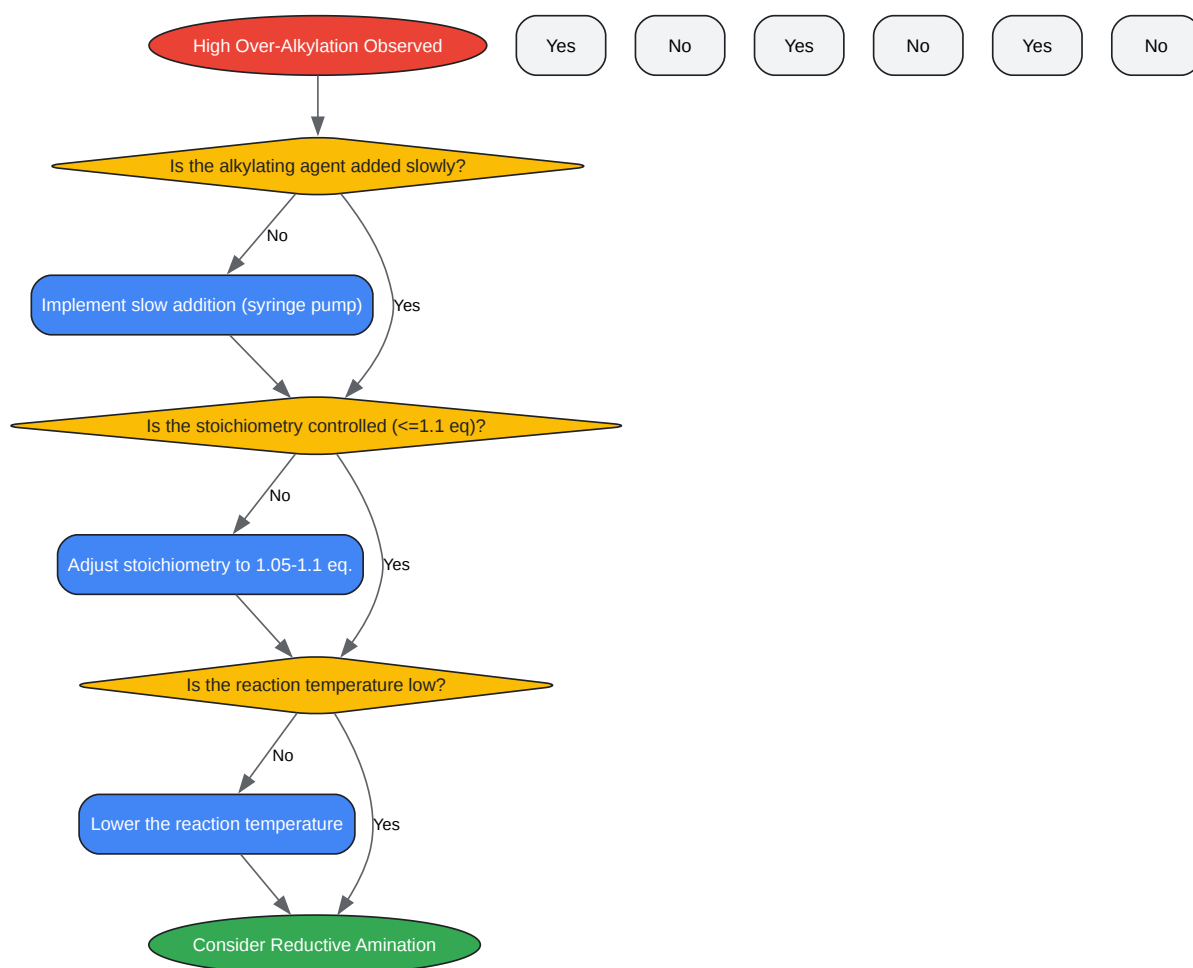 High Over-Alkylation Observed
Yes
No
Yes
No
Yes
No
Is the alkylating agent added slowly?
No
Implement slow addition (syringe pump)
Yes
Is the stoichiometry controlled (<=1.1 eq)?
No
Adjust stoichiometry to 1.05-1.1 eq.
Yes
Is the reaction temperature low?
No
Lower the reaction temperature
Yes
Consider Reductive Amination